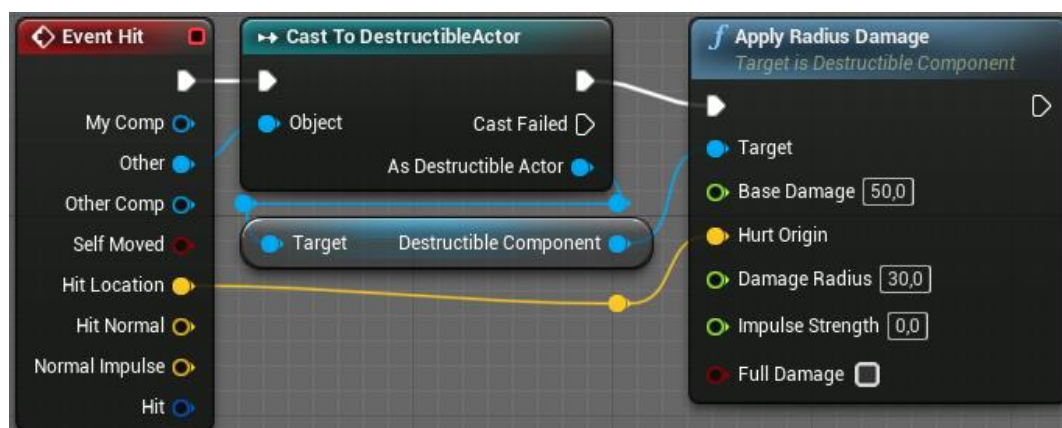 Event Hit
My Comp
Other
Other Comp
Self Moved
Hit Location
Hit Normal
Normal Impulse
Hit
Cast To DestructibleActor
Object
Cast Failed
As Destructible Actor
Target
Destructible Component
Apply Radius Damage
Target is Destructible Component
Target
Base Damage 50,0
Hurt Origin
Damage Radius 30,0
Impulse Strength 0,0
Full Damage